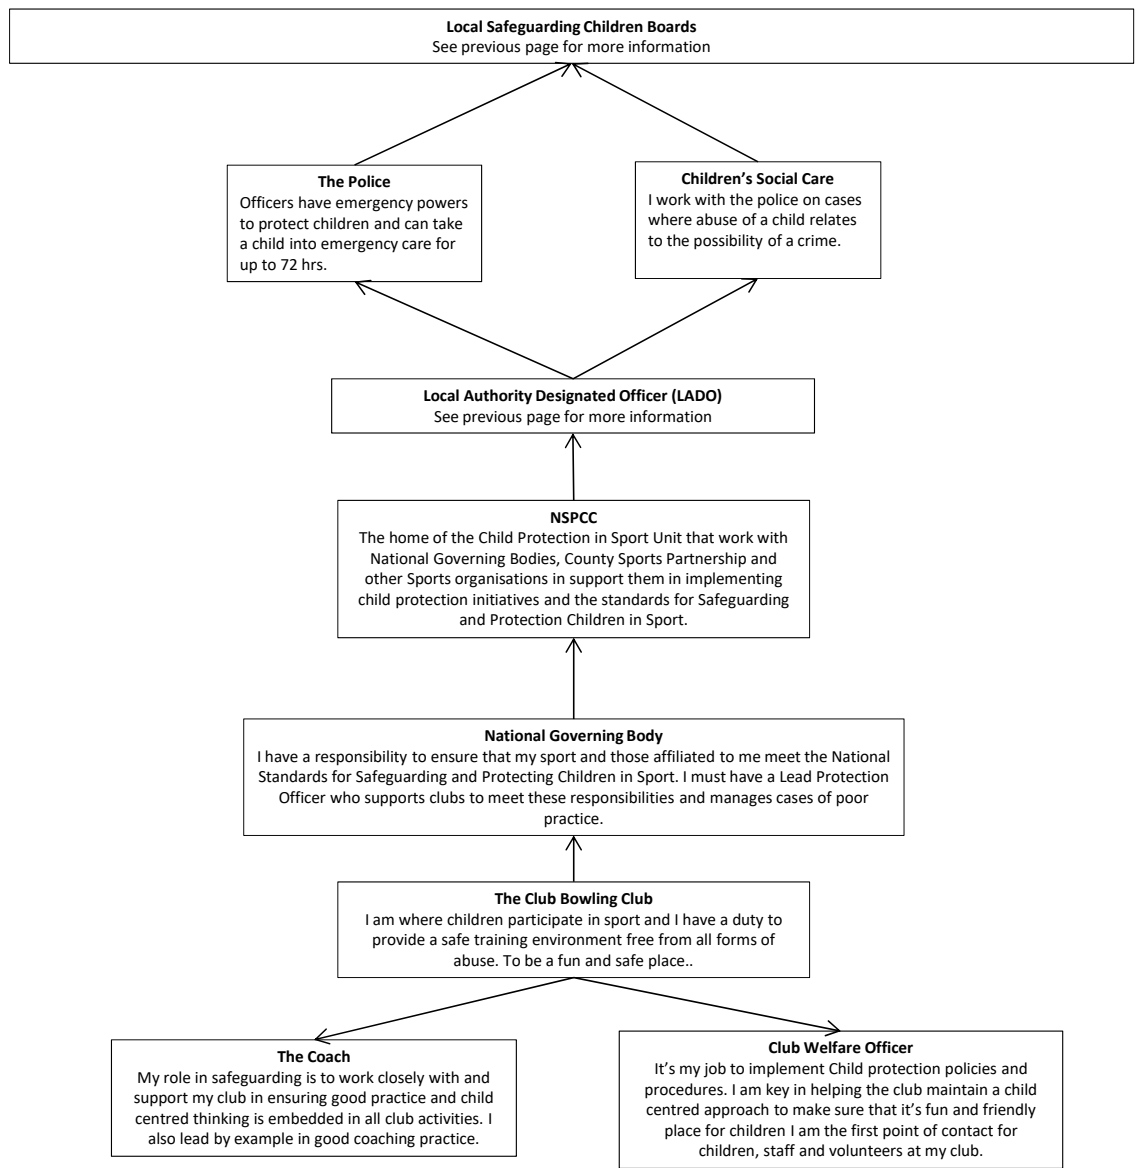 Local Safeguarding Children Boards
See previous page for more information
The Police
Officers have emergency powers
to protect children and can take
a child into emergency care for
up to 72 hrs.
Children’s Social Care
I work with the police on cases
where abuse of a child relates
to the possibility of a crime.
Local Authority Designated Officer (LADO)
See previous page for more information
NSPCC
The home of the Child Protection in Sport Unit that work with
National Governing Bodies, County Sports Partnership and
other Sports organisations in support them in implementing
child protection initiatives and the standards for Safeguarding
and Protection Children in Sport.
National Governing Body
I have a responsibility to ensure that my sport and those affiliated to me meet the National
Standards for Safeguarding and Protecting Children in Sport. I must have a Lead Protection
Officer who supports clubs to meet these responsibilities and manages cases of poor
practice.
The Club Bowling Club
I am where children participate in sport and I have a duty to
provide a safe training environment free from all forms of
abuse. To be a fun and safe place..
The Coach
My role in safeguarding is to work closely with and
support my club in ensuring good practice and child
centred thinking is embedded in all club activities. I
also lead by example in good coaching practice.
Club Welfare Officer
It’s my job to implement Child protection policies and
procedures. I am key in helping the club maintain a child
centred approach to make sure that it’s fun and friendly
place for children I am the first point of contact for
children, staff and volunteers at my club.